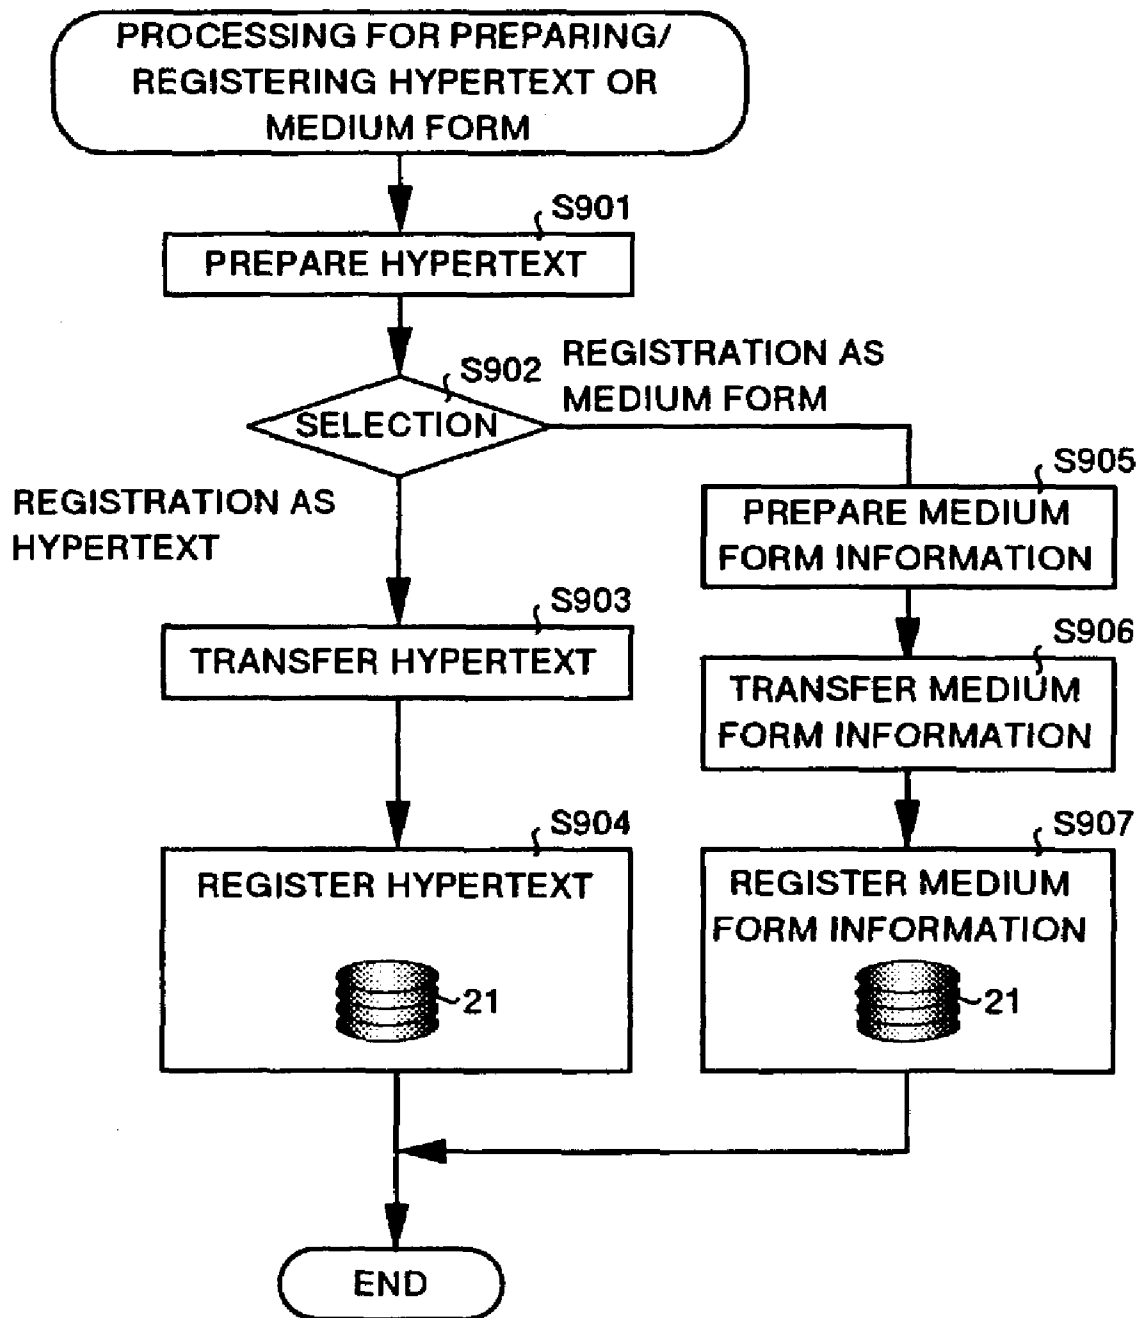 PROCESSING FOR PREPARING/
REGISTERING HYPERTEXT OR
MEDIUM FORM
S901
PREPARE HYPERTEXT
S902
SELECTION
REGISTRATION AS
MEDIUM FORM
REGISTRATION AS
HYPERTEXT
S903
TRANSFER HYPERTEXT
S904
REGISTER HYPERTEXT
21
S905
PREPARE MEDIUM
FORM INFORMATION
S906
TRANSFER MEDIUM
FORM INFORMATION
S907
REGISTER MEDIUM
FORM INFORMATION
21
END